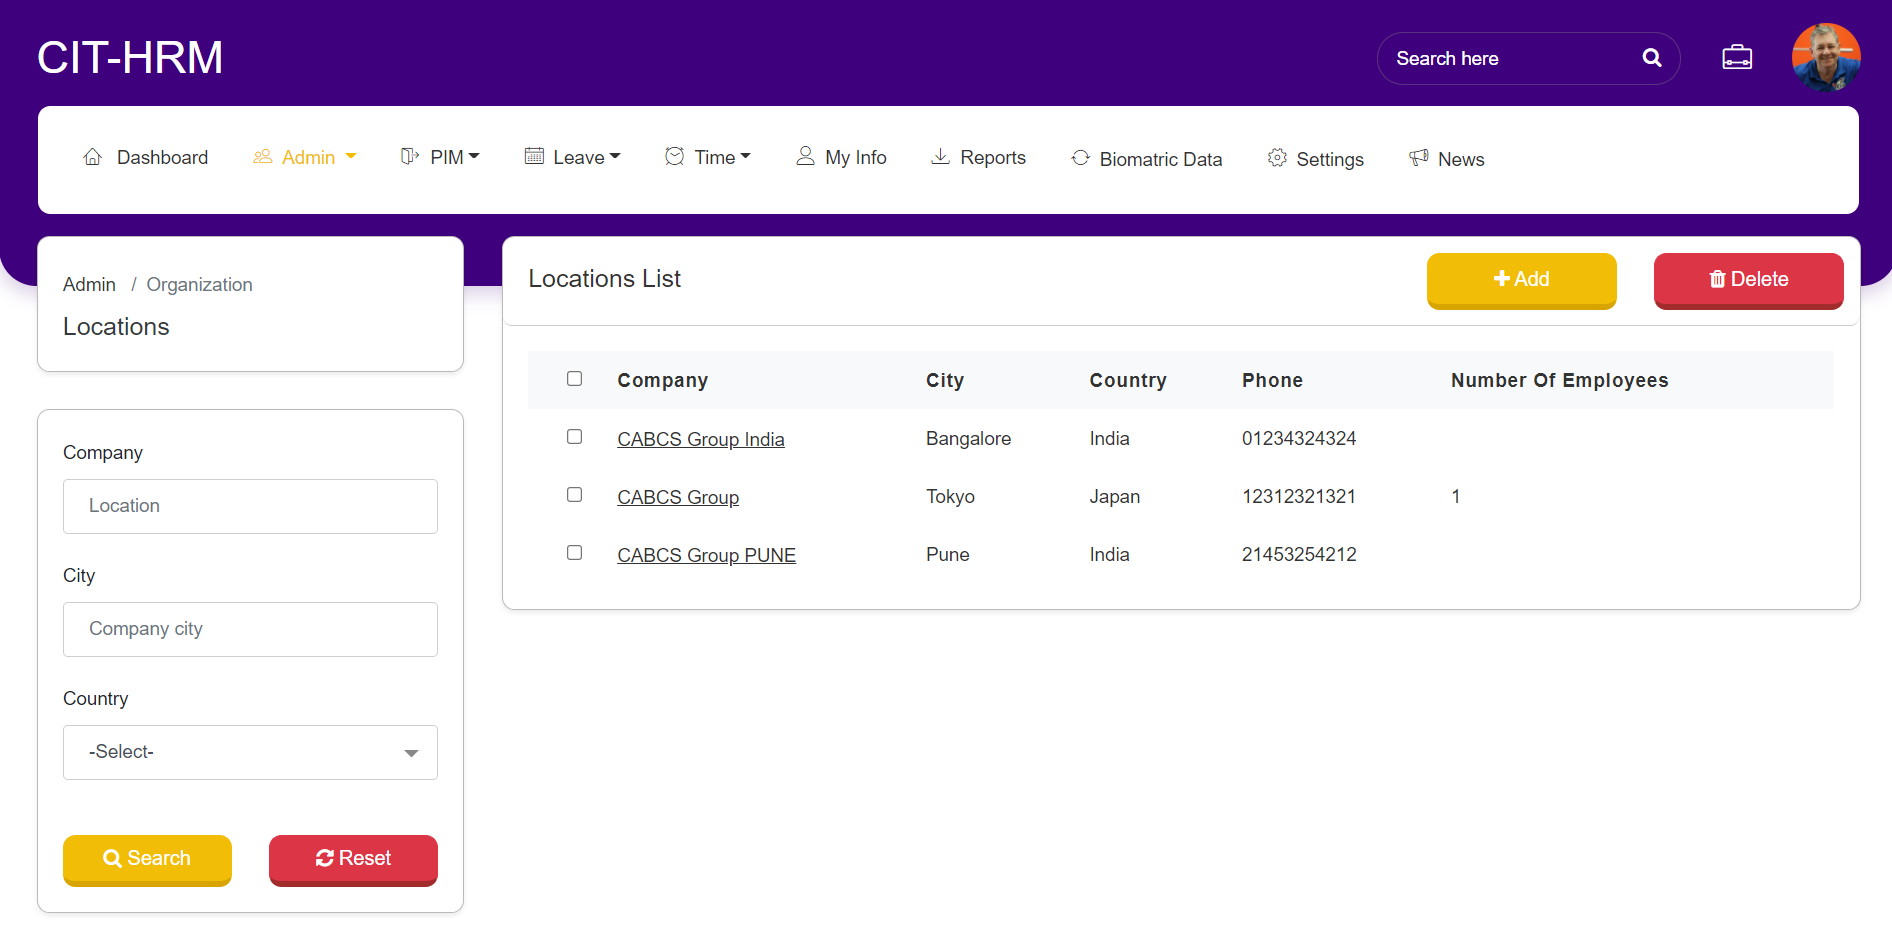 CIT-HRM
Search here
Dashboard
Admin
PIM
Leave
Time
My Info
Reports
Biomatric Data
Settings
News
Admin / Organization
Locations
Company
Location
City
Company city
Country
-Select-
Search
Reset
Locations List
Add
Delete
Company City Country Phone Number Of Employees
CABCS Group India Bangalore India 01234324324
CABCS Group Tokyo Japan 12312321321 1
CABCS Group PUNE Pune India 21453254212